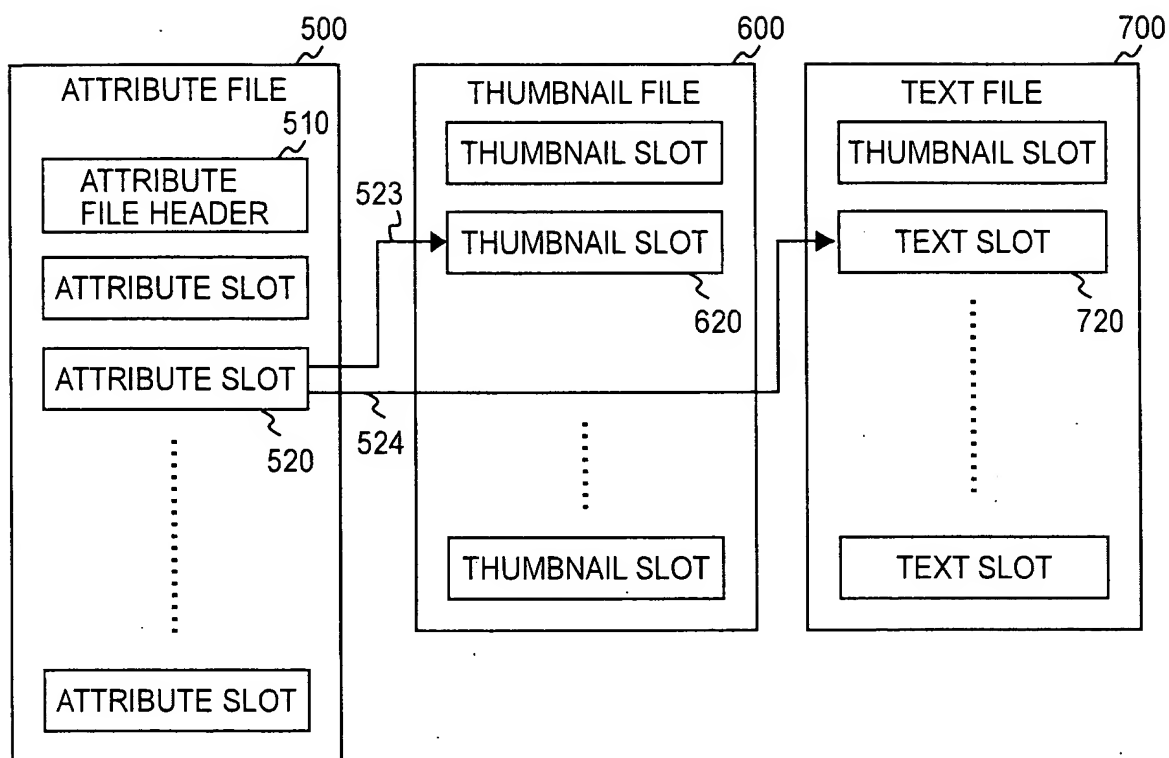 500
ATTRIBUTE FILE
510
ATTRIBUTE
FILE HEADER
ATTRIBUTE SLOT
ATTRIBUTE SLOT
520
ATTRIBUTE SLOT
523
524
600
THUMBNAIL FILE
THUMBNAIL SLOT
THUMBNAIL SLOT
620
THUMBNAIL SLOT
700
TEXT FILE
THUMBNAIL SLOT
TEXT SLOT
720
TEXT SLOT